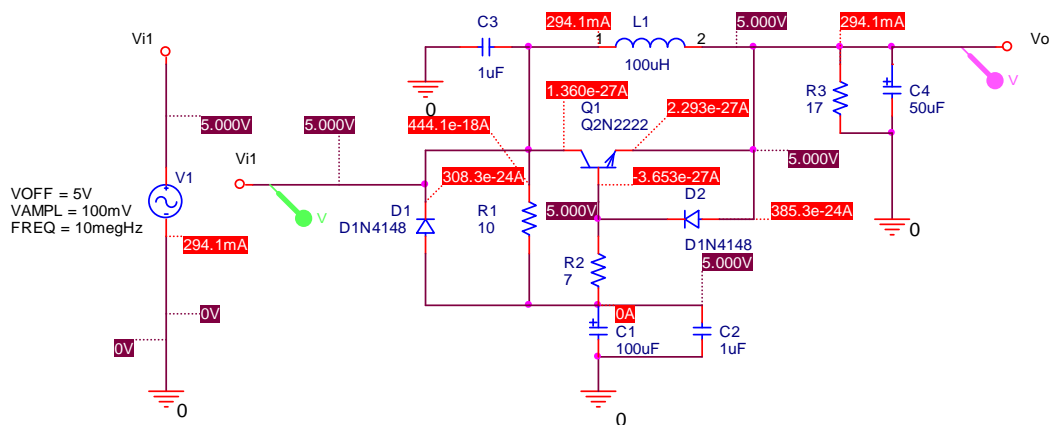 Vi1
5.000V
V1
VOFF = 5V
VAMPL = 100mV
FREQ = 10megHz
294.1mA
0V
0V
0
Vi1
5.000V
V
C3
1uF
0
294.1mA
L1
1
2
100uH
5.000V
294.1mA
Vo
V
R3
17
C4
50uF
0
1.360e-27A
Q1
Q2N2222
2.293e-27A
444.1e-18A
5.000V
308.3e-24A
-3.653e-27A
D1
D1N4148
R1
10
5.000V
D2
D1N4148
385.3e-24A
R2
7
5.000V
0A
C1
100uF
C2
1uF
0